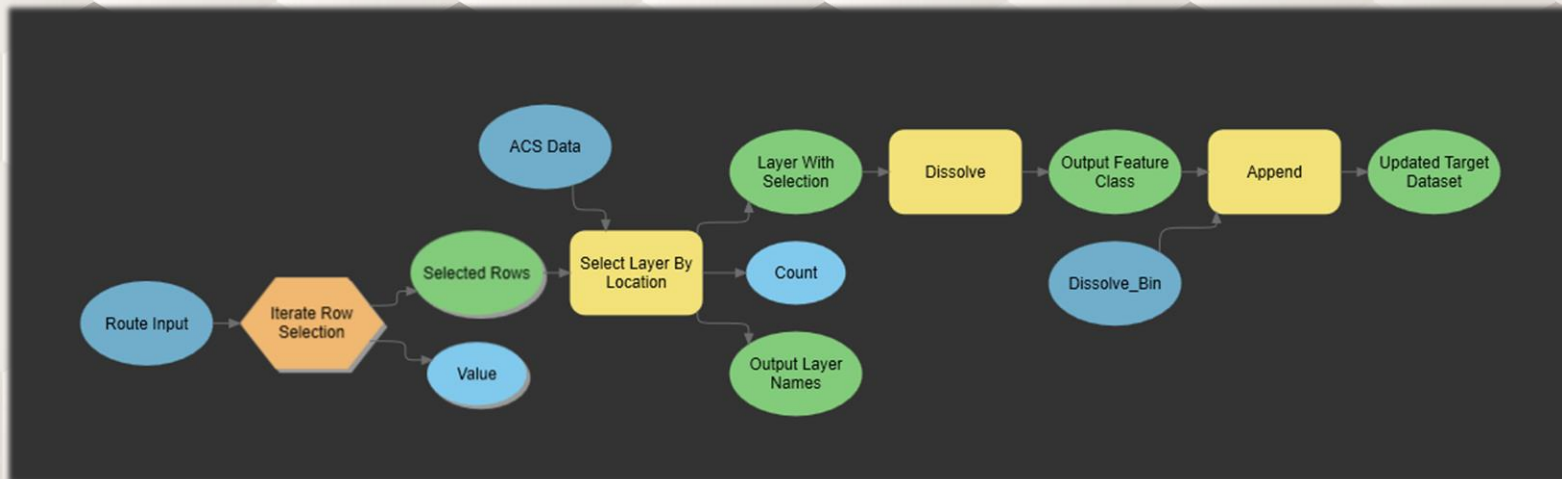 Route Input
Iterate Row
Selection
Selected Rows
Value
ACS Data
Select Layer By
Location
Layer With
Selection
Count
Output Layer
Names
Dissolve
Output Feature
Class
Dissolve_Bin
Append
Updated Target
Dataset